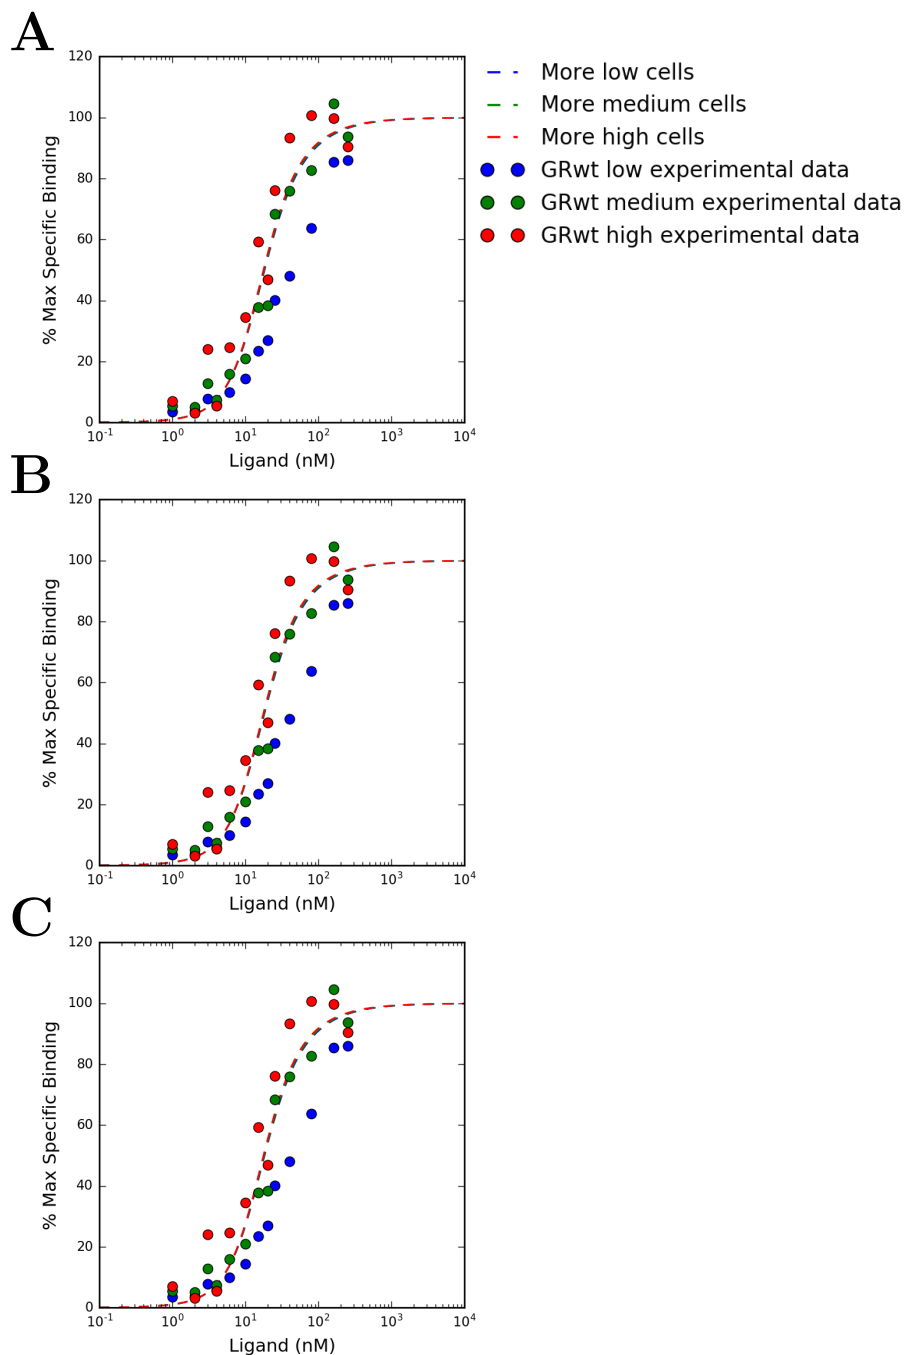 A
120
100
80
60
40
20
0
% Max Specific Binding
10^-1 10^0 10^1 10^2 10^3 10^4
Ligand (nM)
More low cells
More medium cells
More high cells
GRwt low experimental data
GRwt medium experimental data
GRwt high experimental data
B
120
100
80
60
40
20
0
% Max Specific Binding
10^-1 10^0 10^1 10^2 10^3 10^4
Ligand (nM)
C
120
100
80
60
40
20
0
% Max Specific Binding
10^-1 10^0 10^1 10^2 10^3 10^4
Ligand (nM)